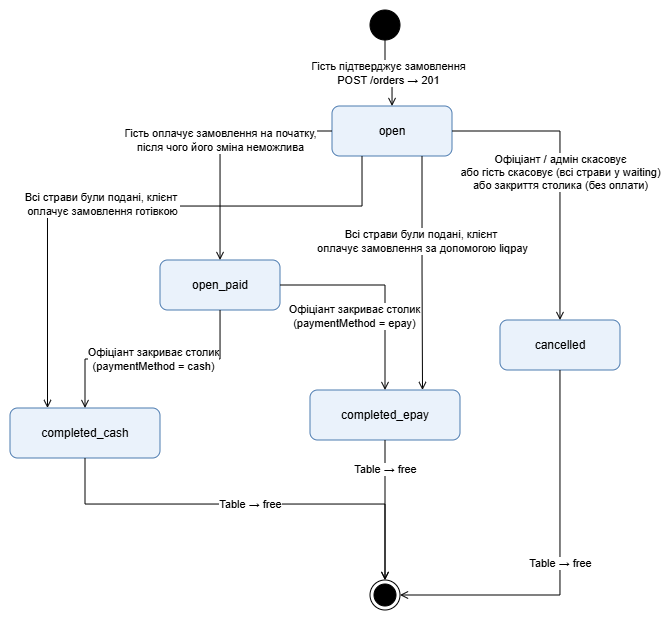 Гість підтверджує замовлення
POST /orders → 201
open
Гість оплачує замовлення на початку,
після чого його зміна неможлива
Офіціант / адмін скасовує
або гість скасовує (всі страви у waiting)
або закриття столика (без оплати)
Всі страви були подані, клієнт
оплачує замовлення готівкою
Всі страви були подані, клієнт
оплачує замовлення за допомогою liqpay
open_paid
Офіціант закриває столик
(paymentMethod = epay)
cancelled
Офіціант закриває столик
(paymentMethod = cash)
completed_cash
completed_epay
Table → free
Table → free
Table → free